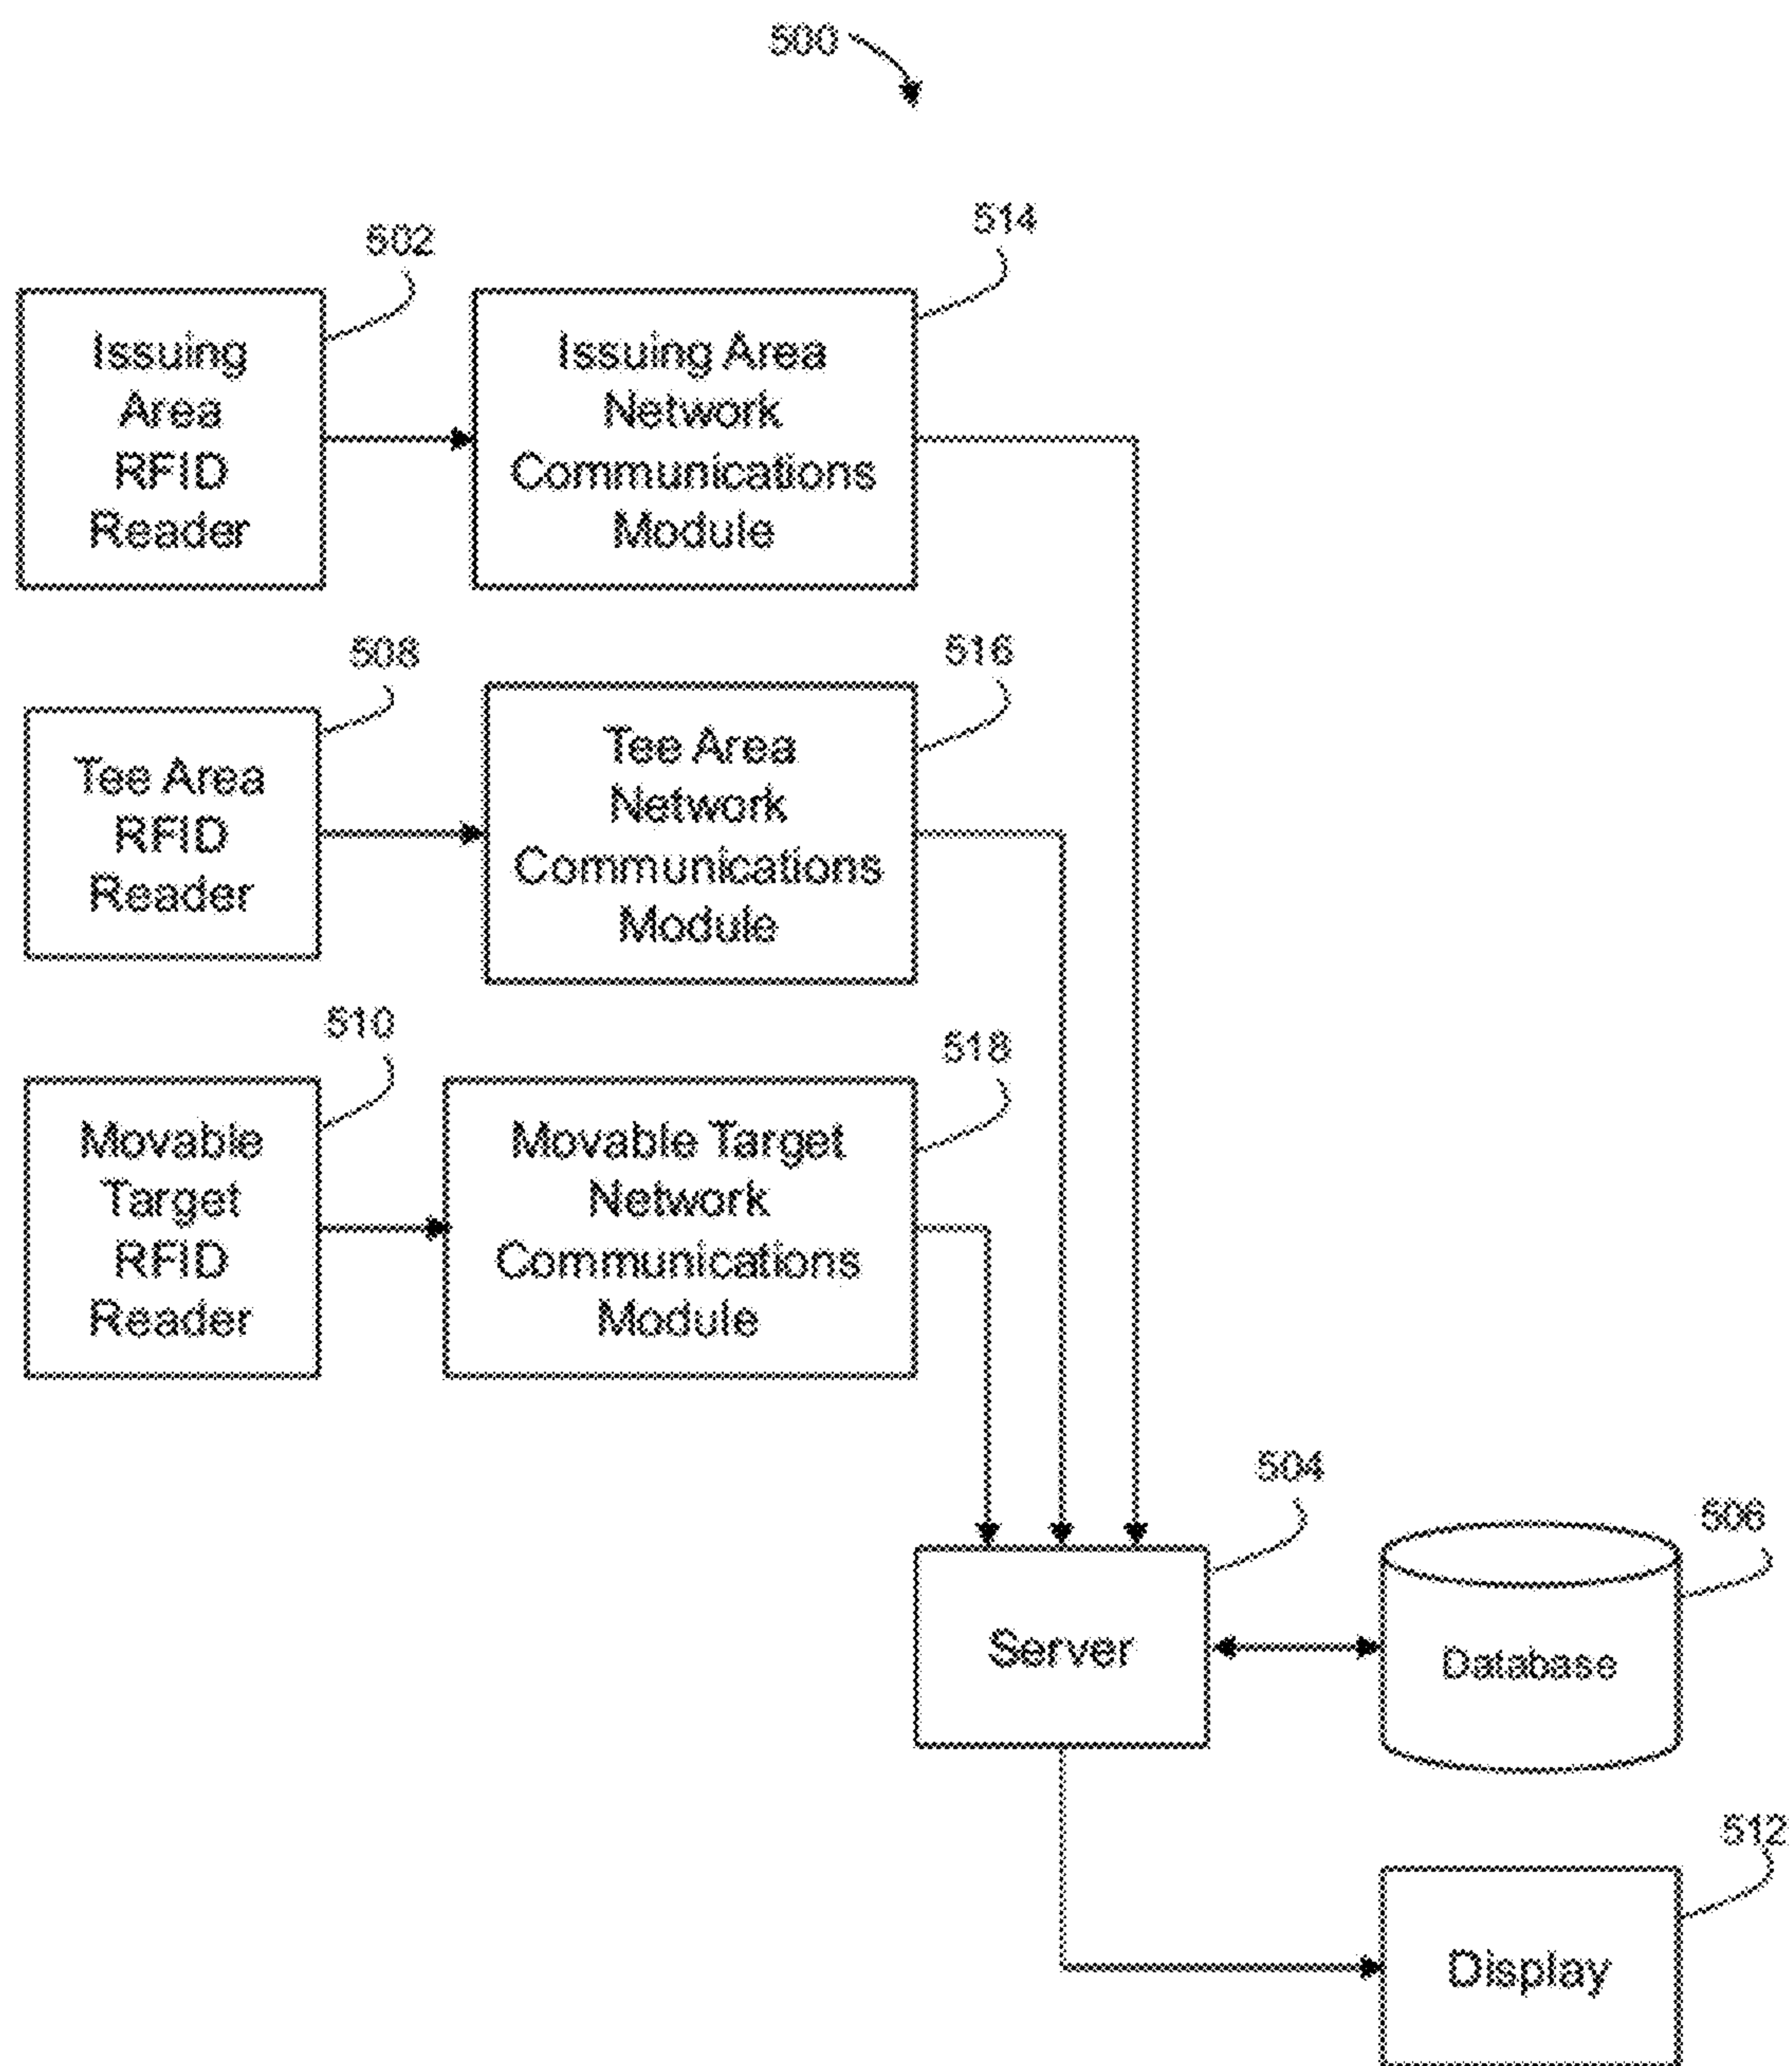 500
502
514
Issuing
Area
RFID
Reader
Issuing Area
Network
Communications
Module
508
516
Tee Area
RFID
Reader
Tee Area
Network
Communications
Module
510
518
Movable
Target
RFID
Reader
Movable Target
Network
Communications
Module
504
506
Server
Database
512
Display